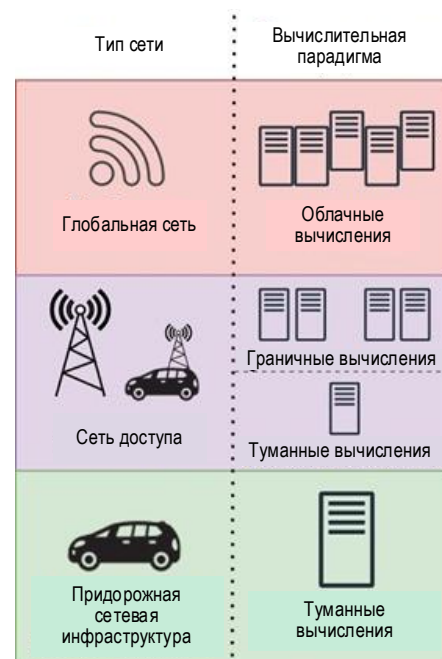 Тип сети
Вычислительная
парадигма
Глобальная сеть
Облачные
вычисления
Граничные вычисления
Сеть доступа
Туманные вычисления
Придорожная
сетевая
инфраструктура
Туманные
вычисления